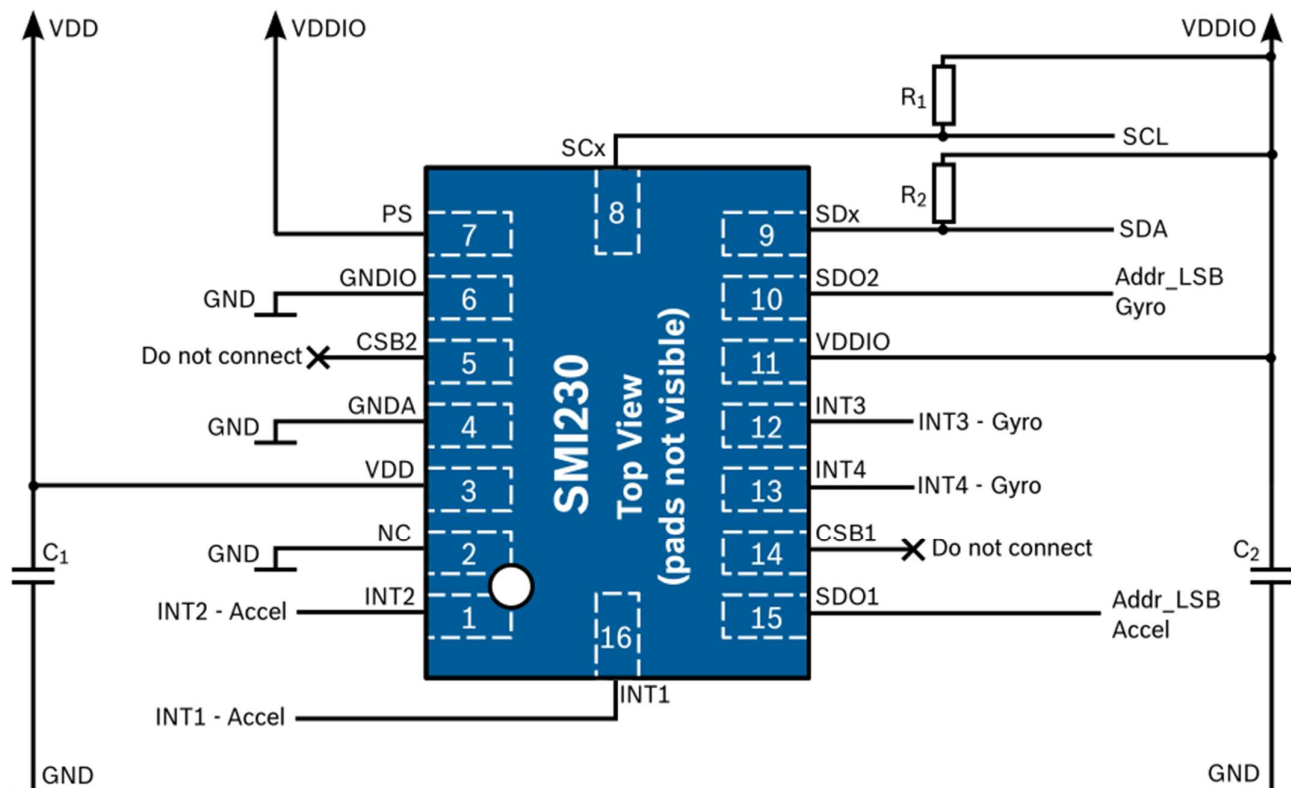 VDD
VDDIO
VDDIO
R1
SCx
SCL
R2
PS
7
8
9
SDx
SDA
GND
GNDIO
6
10
SDO2
Addr_LSB
Gyro
Do not connect
CSB2
5
11
VDDIO
GND
GNDA
4
12
INT3
INT3 - Gyro
VDD
3
13
INT4
INT4 - Gyro
SMI230
Top View
(pads not visible)
C1
GND
NC
2
14
CSB1
Do not connect
C2
INT2 - Accel
INT2
1
16
15
SDO1
Addr_LSB
Accel
INT1
INT1 - Accel
GND
GND